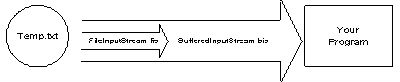 Temp.txt
FileInputStream fis
BufferedInputStream bis
Your
Program